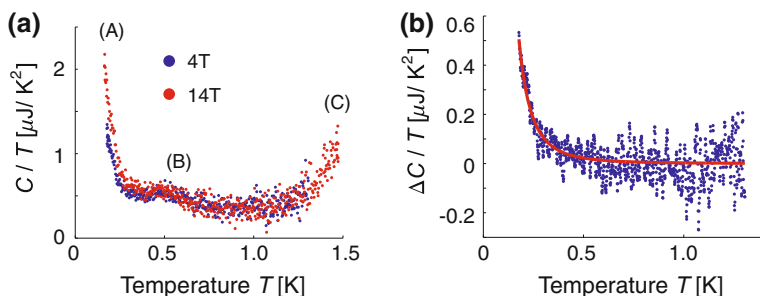 (a)
(A)
4T
14T
(C)
(B)
2
1
0
0
0.5
1.0
1.5
C / T [µJ/ K²]
Temperature T [K]
(b)
0.6
0.4
0.2
0
-0.2
0
0.5
1.0
ΔC / T [µJ/ K²]
Temperature T [K]